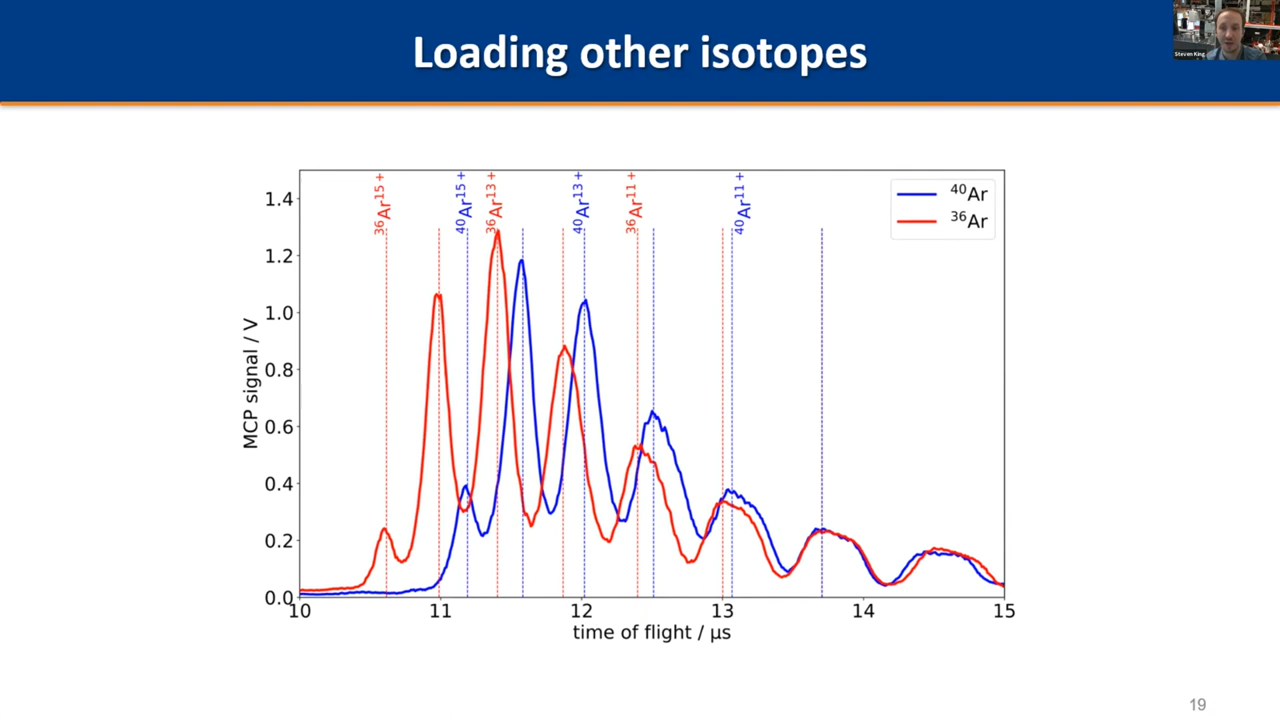 Loading other isotopes
Steven King
³⁶Ar¹⁵⁺
⁴⁰Ar¹⁵⁺
³⁶Ar¹³⁺
⁴⁰Ar¹³⁺
³⁶Ar¹¹⁺
⁴⁰Ar¹¹⁺
⁴⁰Ar
³⁶Ar
MCP signal / V
1.4
1.2
1.0
0.8
0.6
0.4
0.2
0.0
10 11 12 13 14 15
time of flight / µs
19